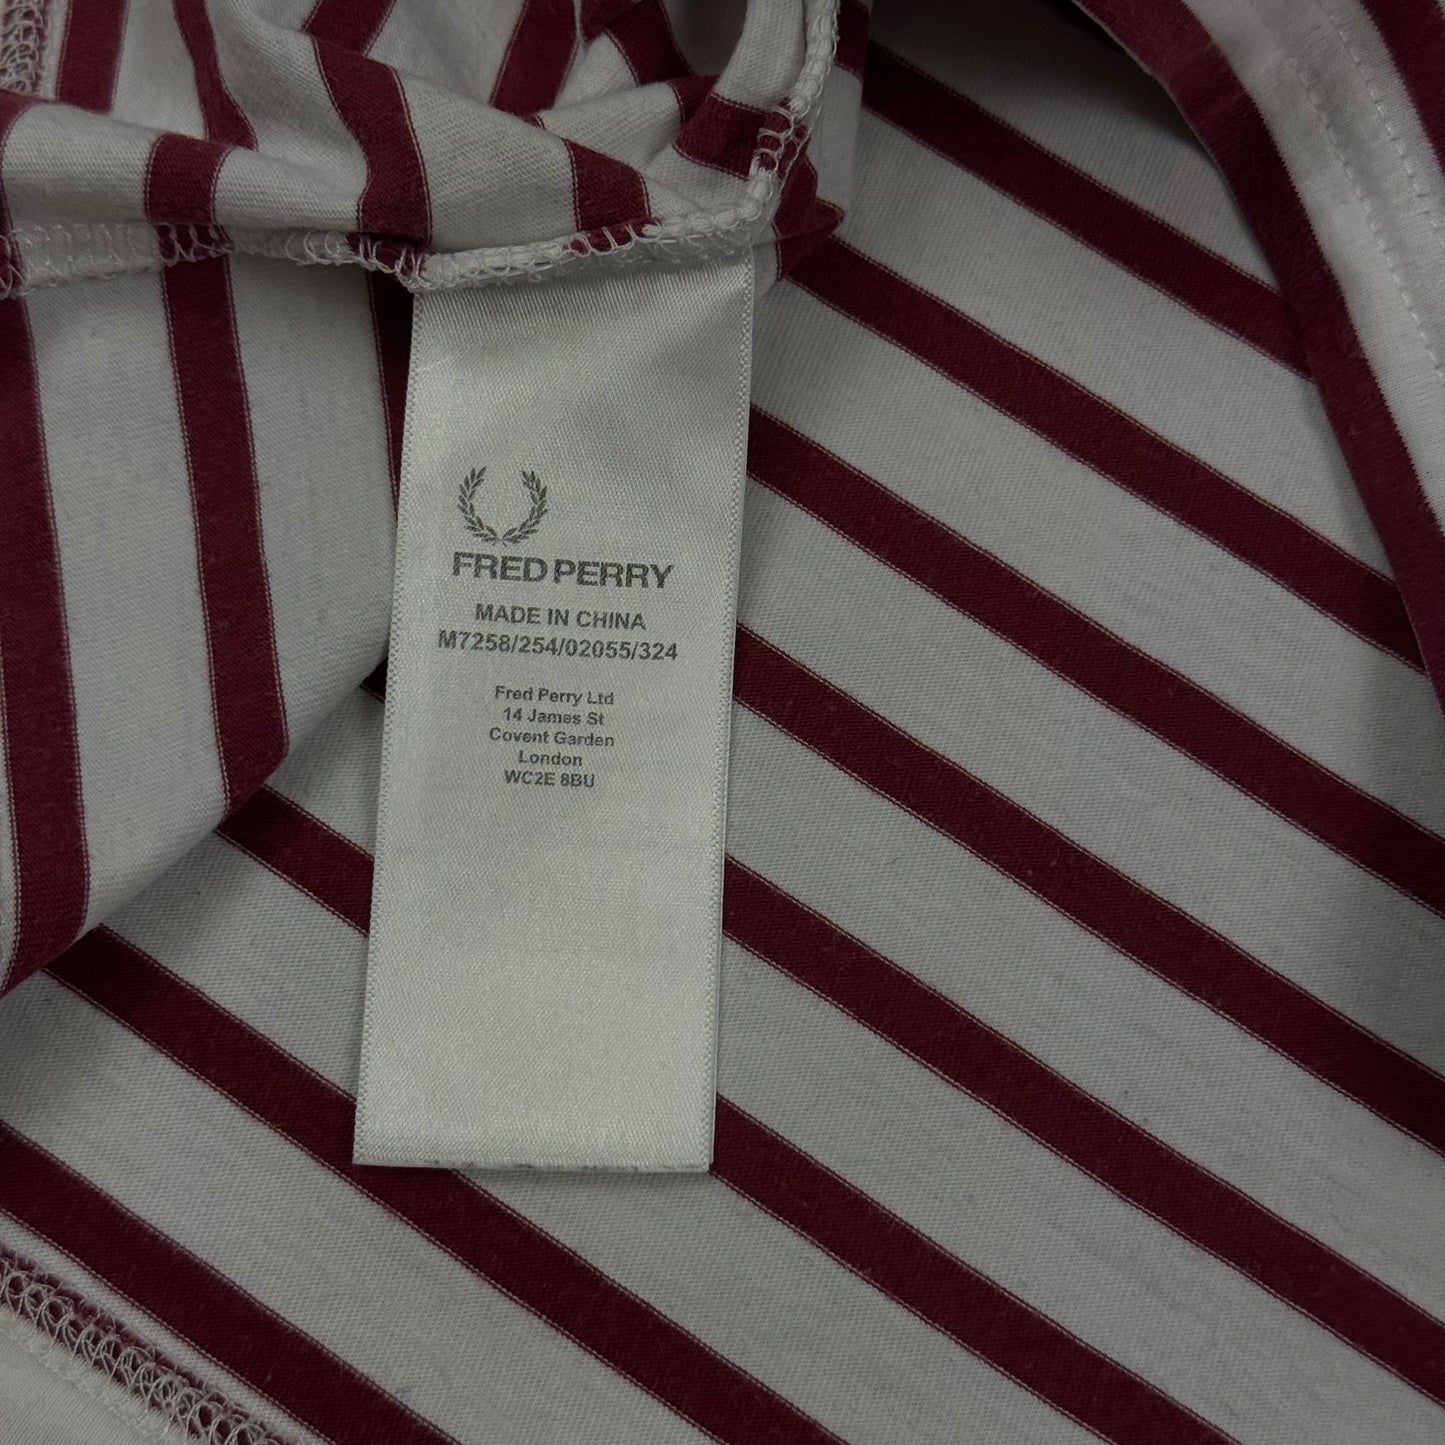 FRED PERRY
MADE IN CHINA
M7258/254/02055/324
Fred Perry Ltd
14 James St
Covent Garden
London
WC2E 8BU